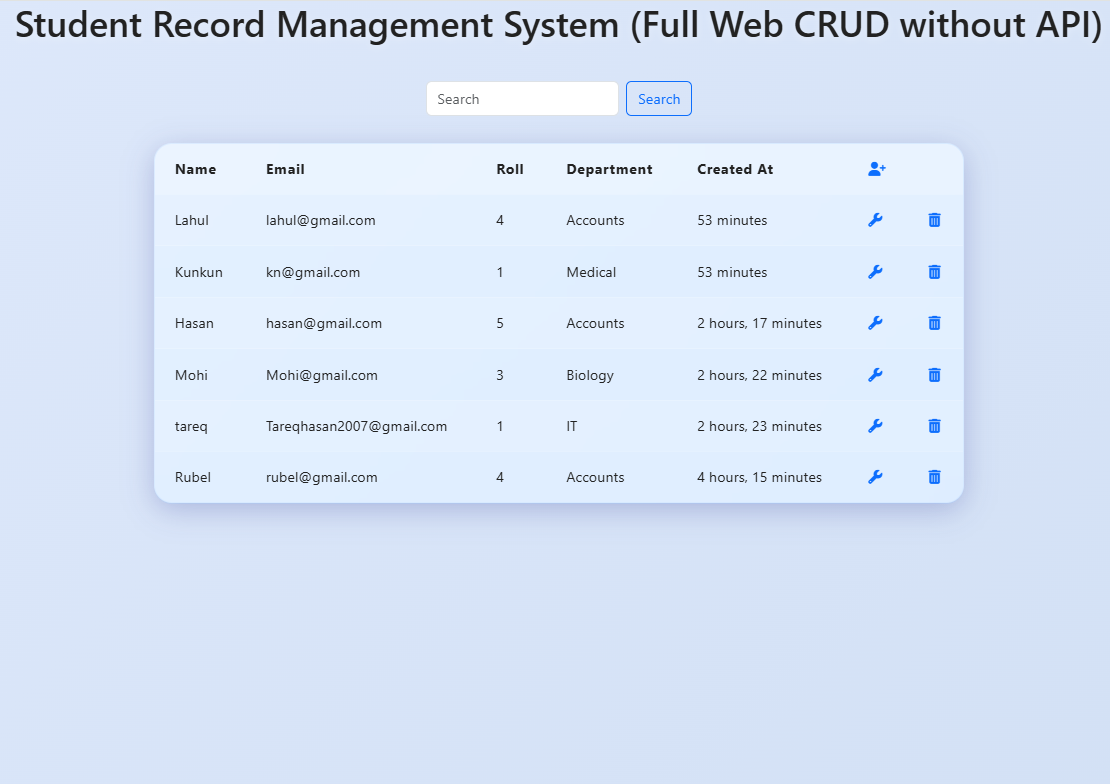 Student Record Management System (Full Web CRUD without API)
Search Search
Name Email Roll Department Created At
Lahul lahul@gmail.com 4 Accounts 53 minutes
Kunkun kn@gmail.com 1 Medical 53 minutes
Hasan hasan@gmail.com 5 Accounts 2 hours, 17 minutes
Mohi Mohi@gmail.com 3 Biology 2 hours, 22 minutes
tareq Tareqhasan2007@gmail.com 1 IT 2 hours, 23 minutes
Rubel rubel@gmail.com 4 Accounts 4 hours, 15 minutes